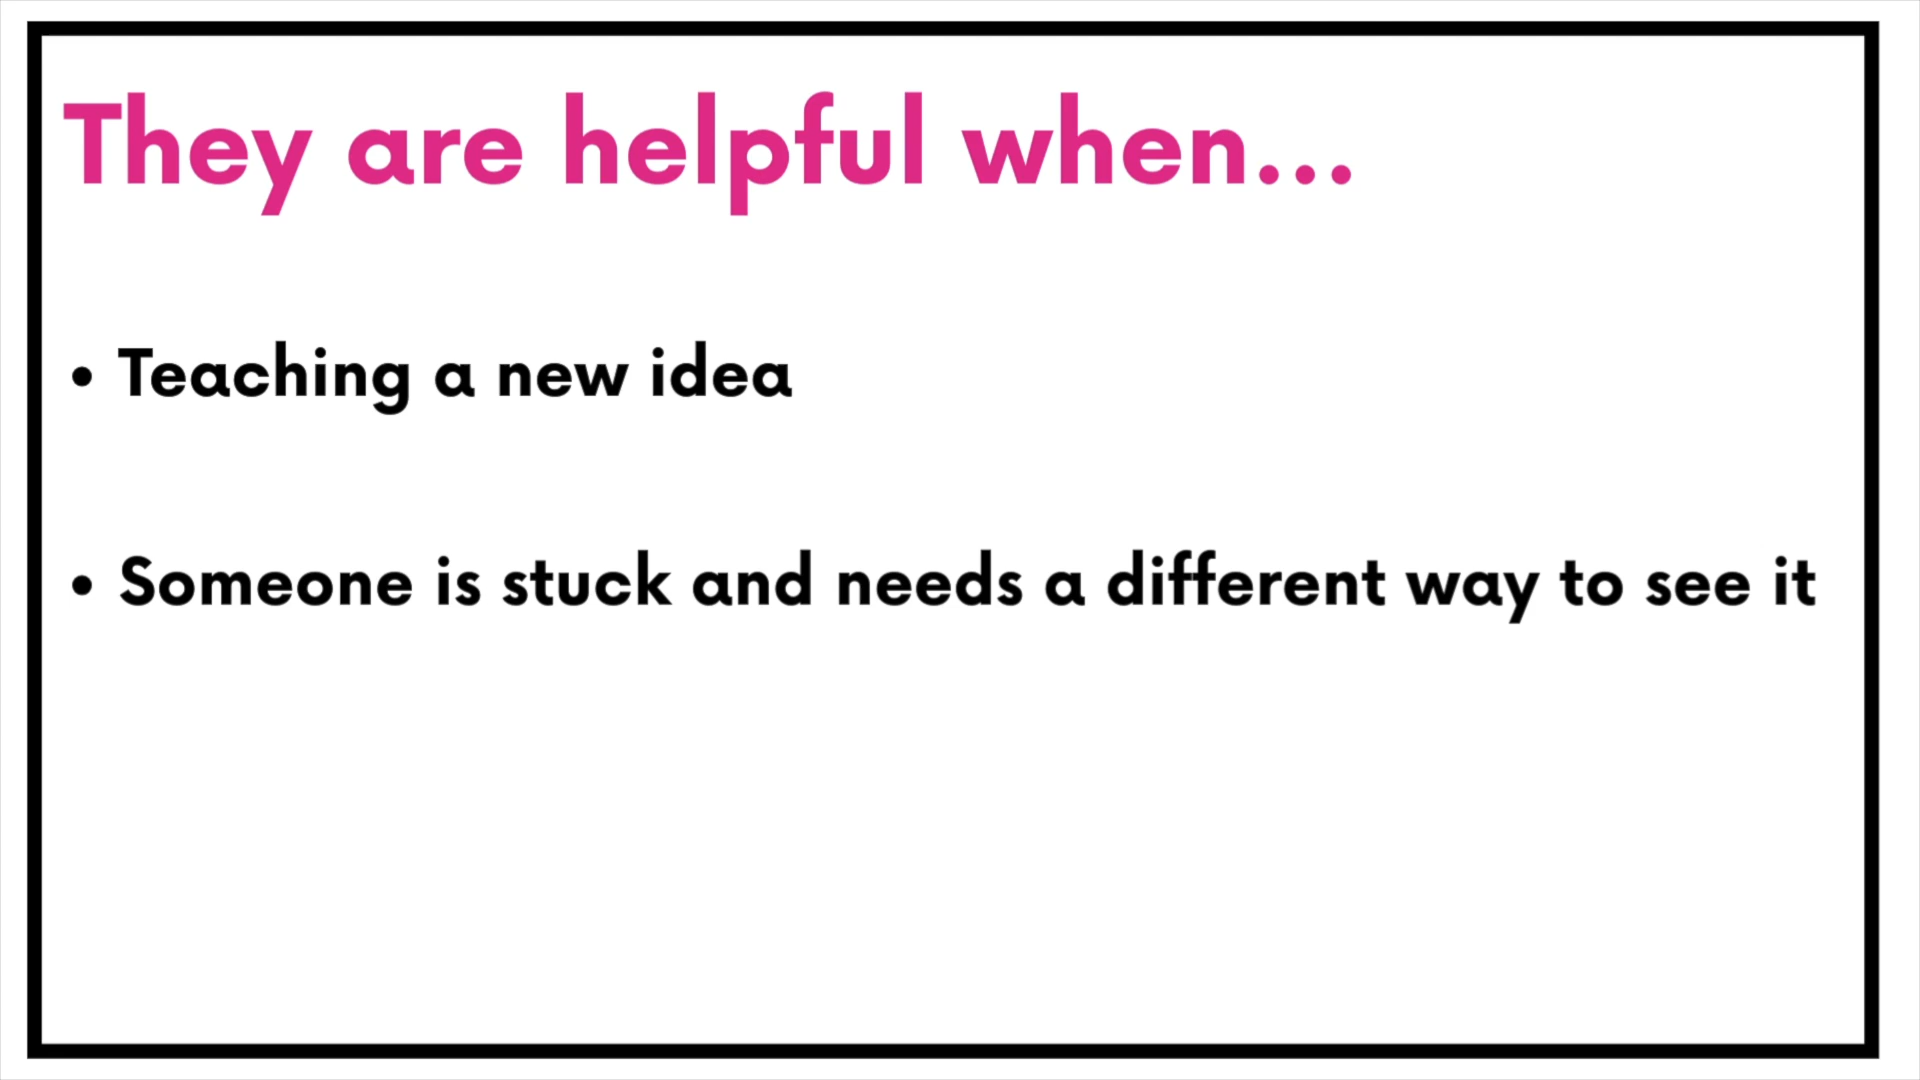 They are helpful when...
• Teaching a new idea
• Someone is stuck and needs a different way to see it